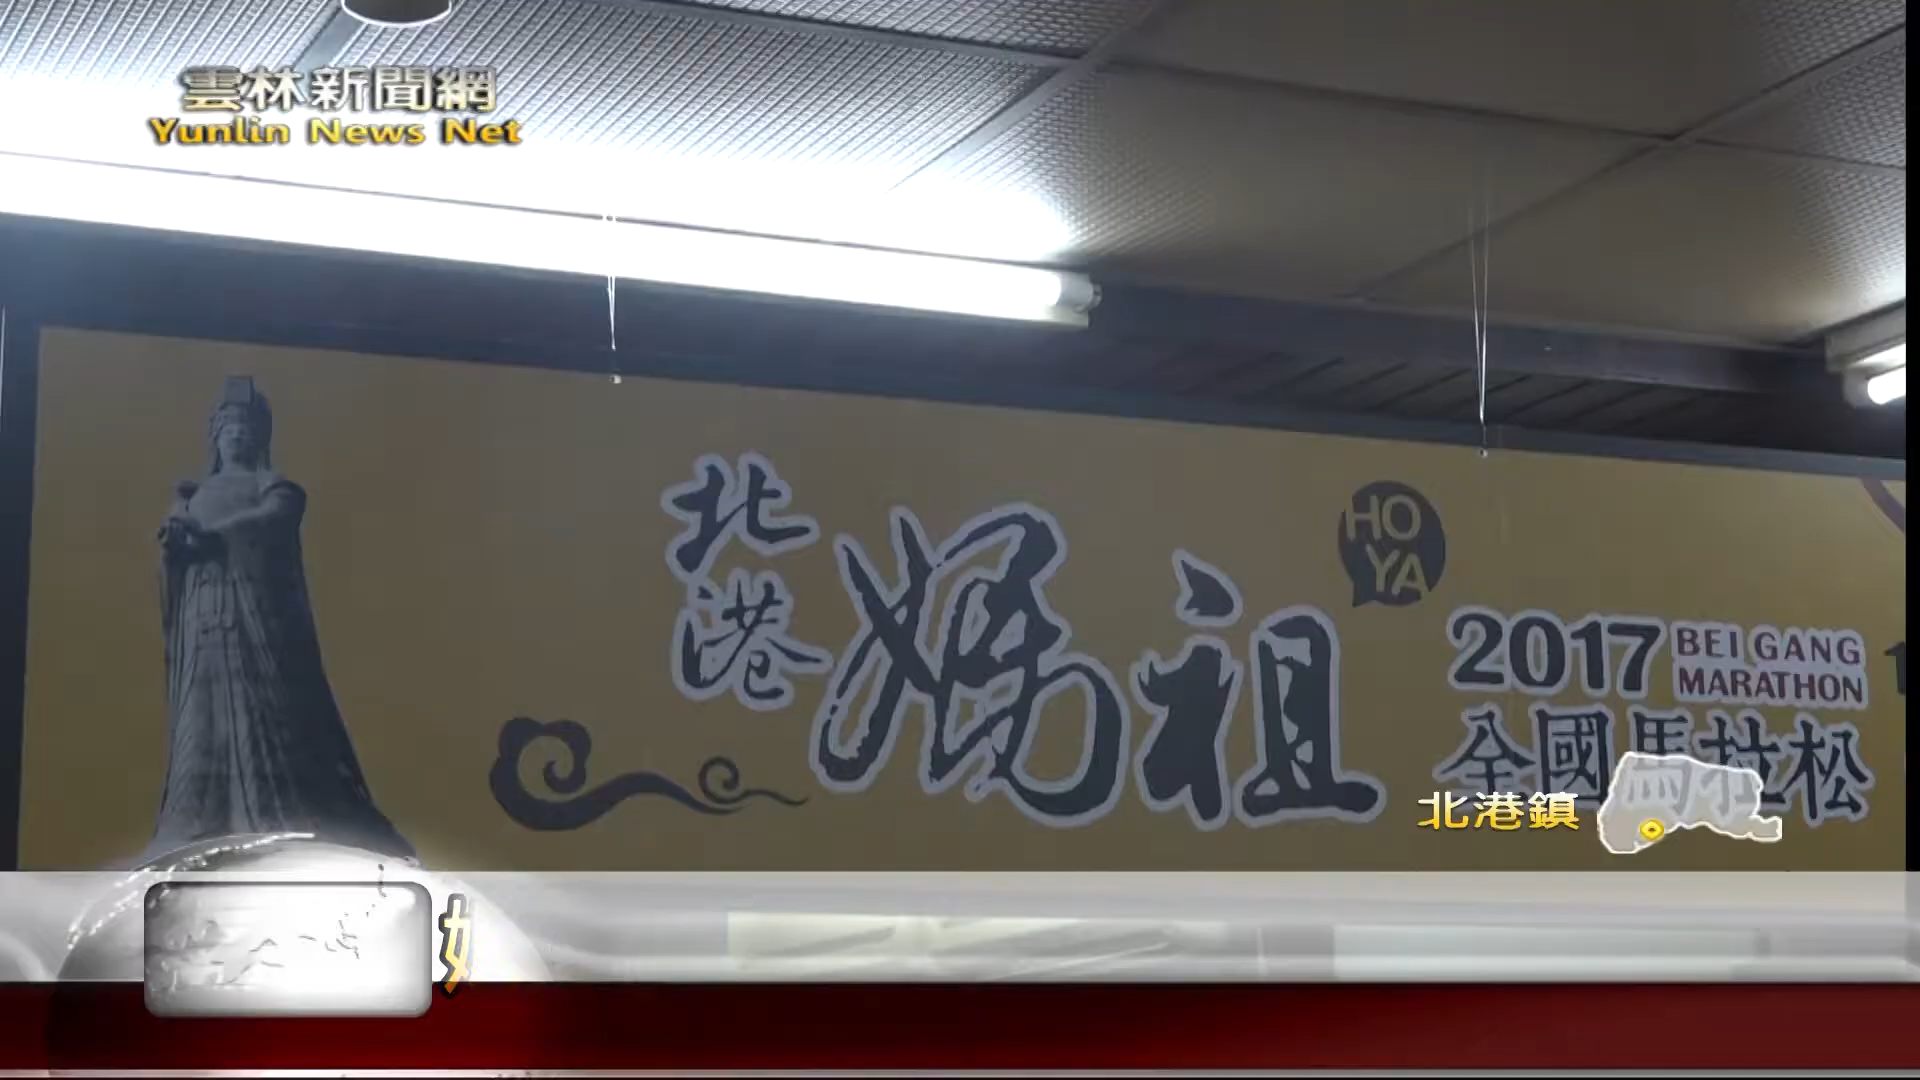 雲林新聞網
Yunlin News Net
北港
媽祖
HO
YA
2017 BEI GANG
MARATHON
全國馬拉松
北港鎮